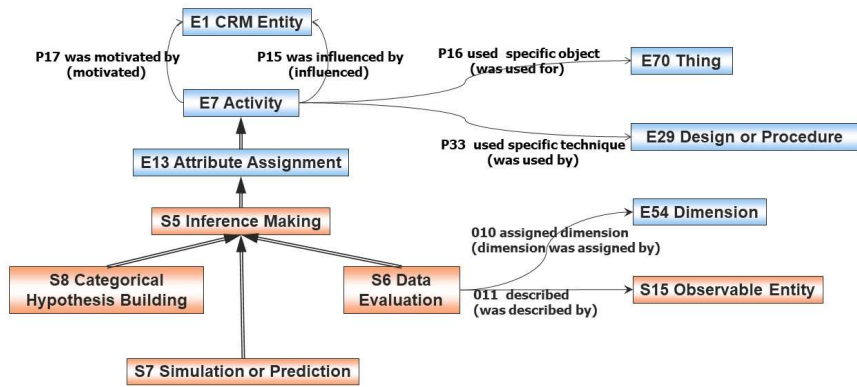 E1 CRM Entity
P17 was motivated by
(motivated)
P15 was influenced by
(influenced)
P16 used  specific object
(was used for)
E70 Thing
E7 Activity
P33  used specific technique
(was used by)
E29 Design or Procedure
E13 Attribute Assignment
S5 Inference Making
010 assigned dimension
(dimension was assigned by)
E54 Dimension
S8 Categorical
Hypothesis Building
S6 Data
Evaluation
011  described
(was described by)
S15 Observable Entity
S7 Simulation or Prediction